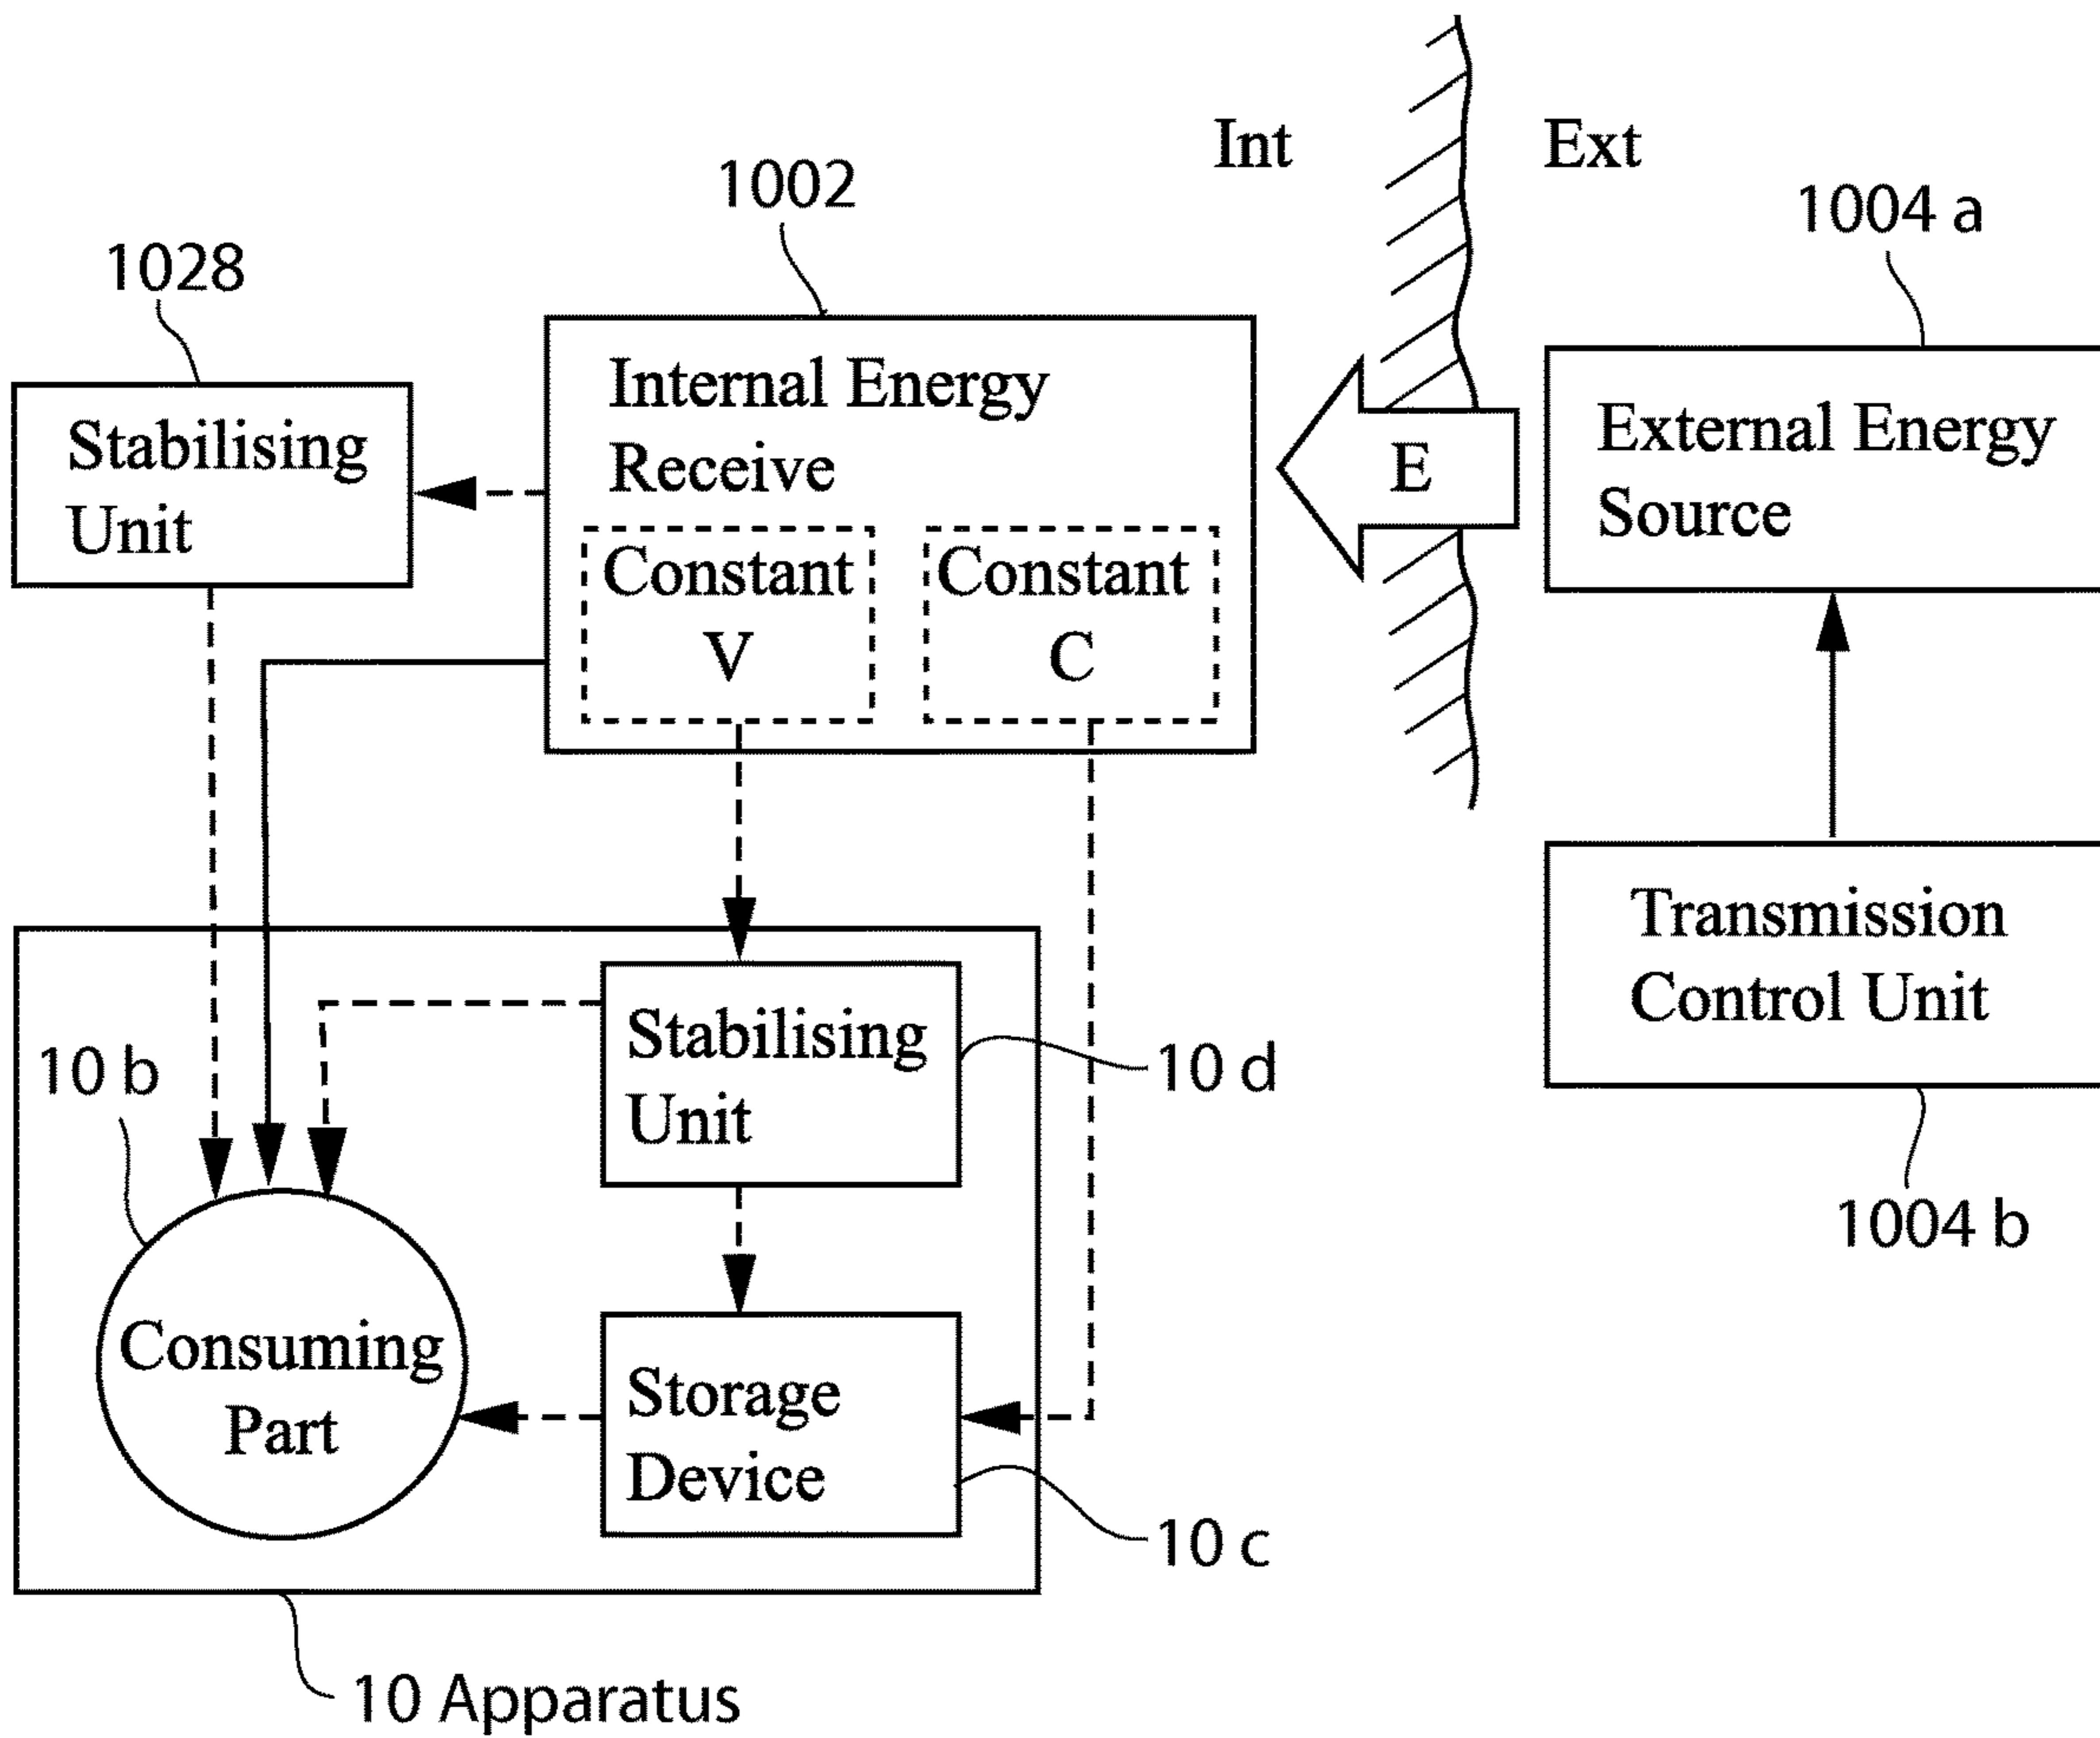 Int
Ext
1002
1004 a
1028
Internal Energy
Receive
Constant
V
Constant
C
Stabilising
Unit
E
External Energy
Source
Transmission
Control Unit
1004 b
10 b
Stabilising
Unit
10 d
Consuming
Part
Storage
Device
10 c
10 Apparatus